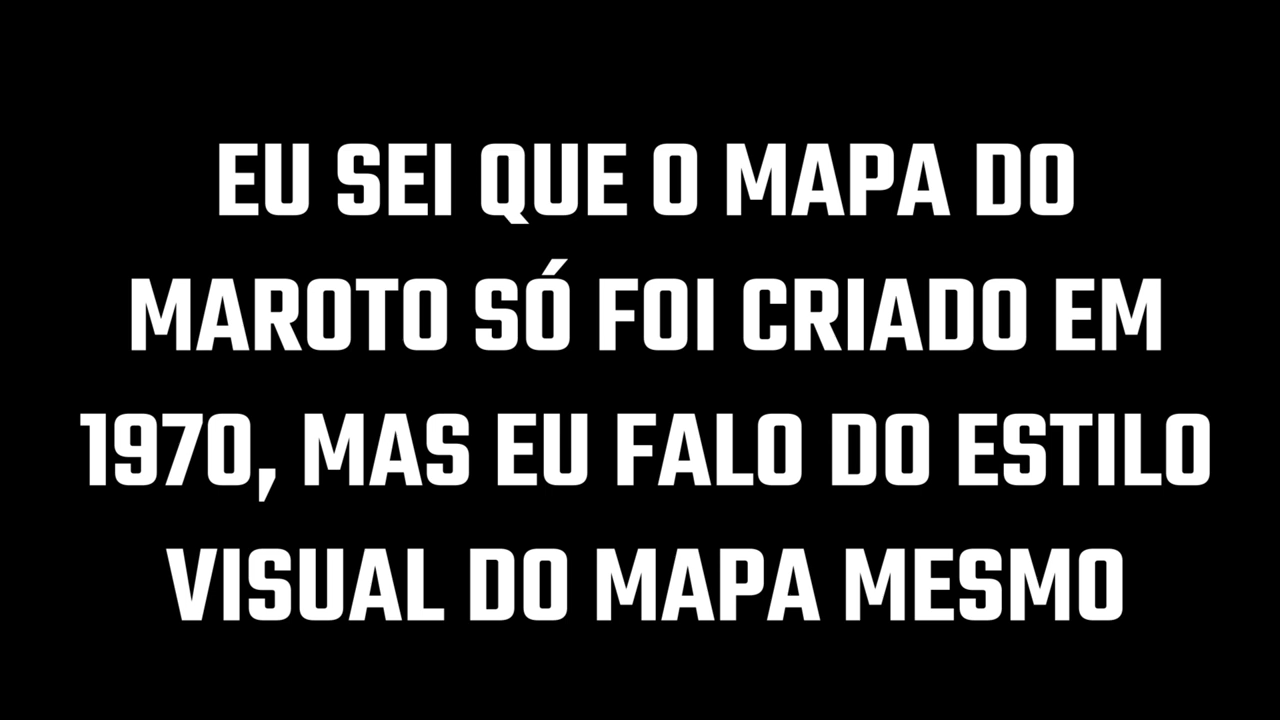 EU SEI QUE O MAPA DO
MAROTO SÓ FOI CRIADO EM
1970, MAS EU FALO DO ESTILO
VISUAL DO MAPA MESMO